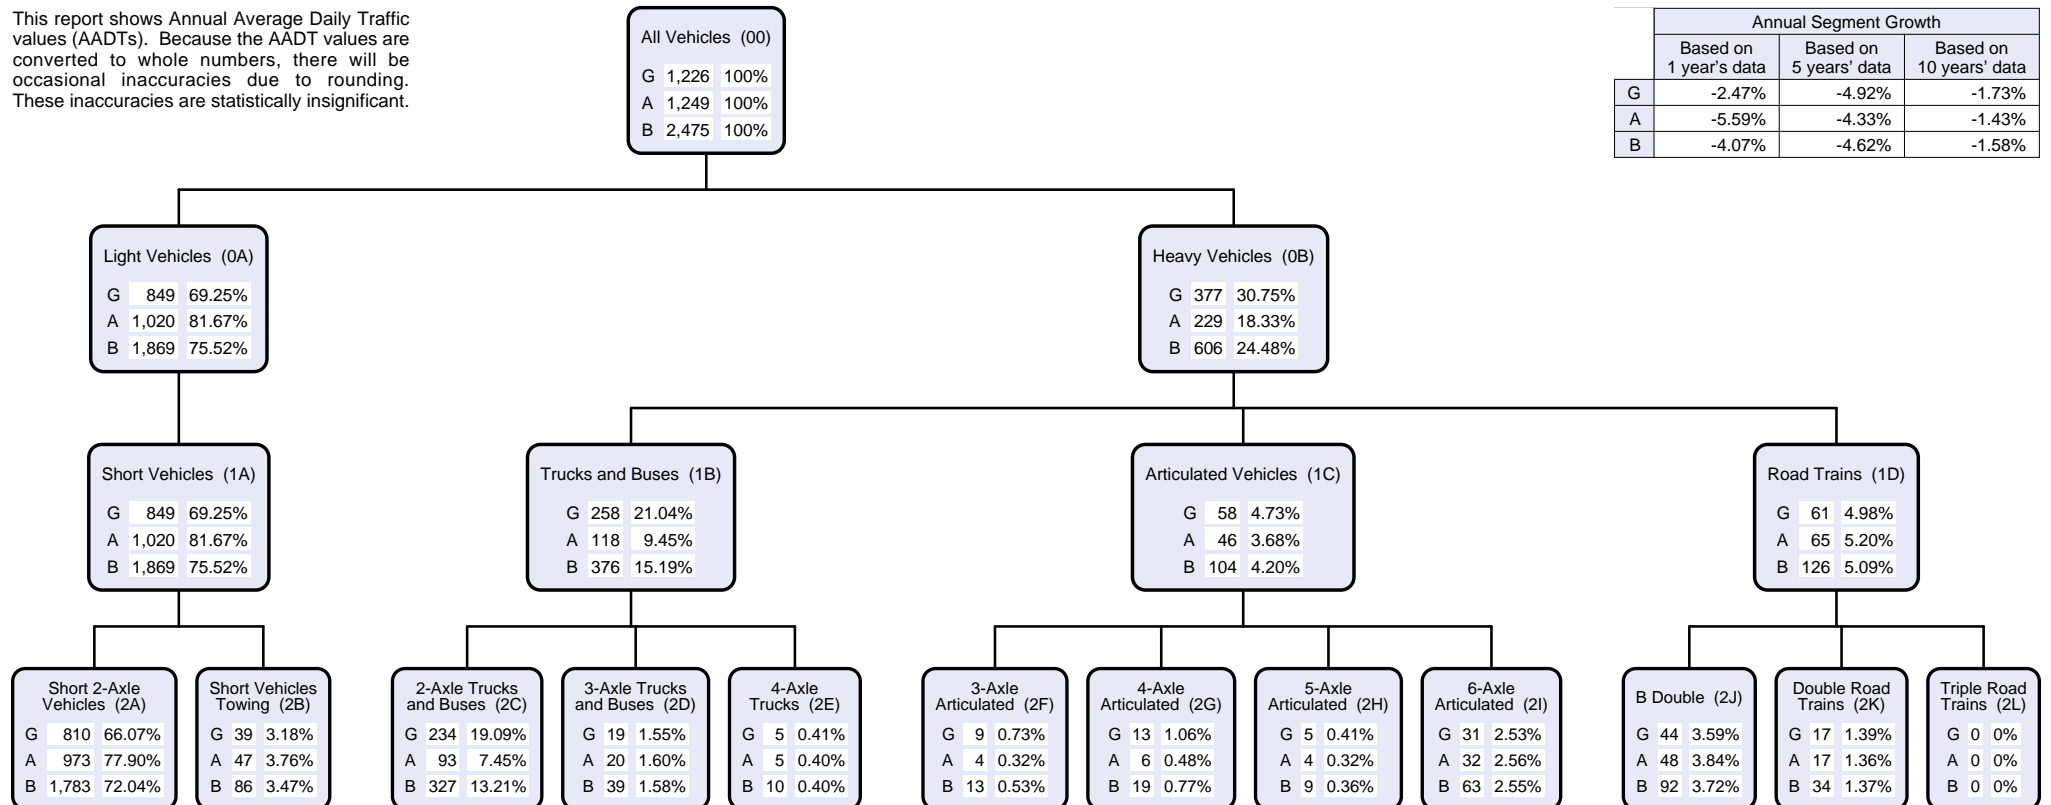 This report shows Annual Average Daily Traffic
values (AADTs). Because the AADT values are
converted to whole numbers, there will be
occasional inaccuracies due to rounding.
These inaccuracies are statistically insignificant.
All Vehicles (00)
G 1,226 100%
A 1,249 100%
B 2,475 100%
Annual Segment Growth
Based on 1 year's data Based on 5 years' data Based on 10 years' data
G -2.47% -4.92% -1.73%
A -5.59% -4.33% -1.43%
B -4.07% -4.62% -1.58%
Light Vehicles (0A)
G 849 69.25%
A 1,020 81.67%
B 1,869 75.52%
Heavy Vehicles (0B)
G 377 30.75%
A 229 18.33%
B 606 24.48%
Short Vehicles (1A)
G 849 69.25%
A 1,020 81.67%
B 1,869 75.52%
Trucks and Buses (1B)
G 258 21.04%
A 118 9.45%
B 376 15.19%
Articulated Vehicles (1C)
G 58 4.73%
A 46 3.68%
B 104 4.20%
Road Trains (1D)
G 61 4.98%
A 65 5.20%
B 126 5.09%
Short 2-Axle
Vehicles (2A)
G 810 66.07%
A 973 77.90%
B 1,783 72.04%
Short Vehicles
Towing (2B)
G 39 3.18%
A 47 3.76%
B 86 3.47%
2-Axle Trucks
and Buses (2C)
G 234 19.09%
A 93 7.45%
B 327 13.21%
3-Axle Trucks
and Buses (2D)
G 19 1.55%
A 20 1.60%
B 39 1.58%
4-Axle
Trucks (2E)
G 5 0.41%
A 5 0.40%
B 10 0.40%
3-Axle
Articulated (2F)
G 9 0.73%
A 4 0.32%
B 13 0.53%
4-Axle
Articulated (2G)
G 13 1.06%
A 6 0.48%
B 19 0.77%
5-Axle
Articulated (2H)
G 5 0.41%
A 4 0.32%
B 9 0.36%
6-Axle
Articulated (2I)
G 31 2.53%
A 32 2.56%
B 63 2.55%
B Double (2J)
G 44 3.59%
A 48 3.84%
B 92 3.72%
Double Road
Trains (2K)
G 17 1.39%
A 17 1.36%
B 34 1.37%
Triple Road
Trains (2L)
G 0 0%
A 0 0%
B 0 0%